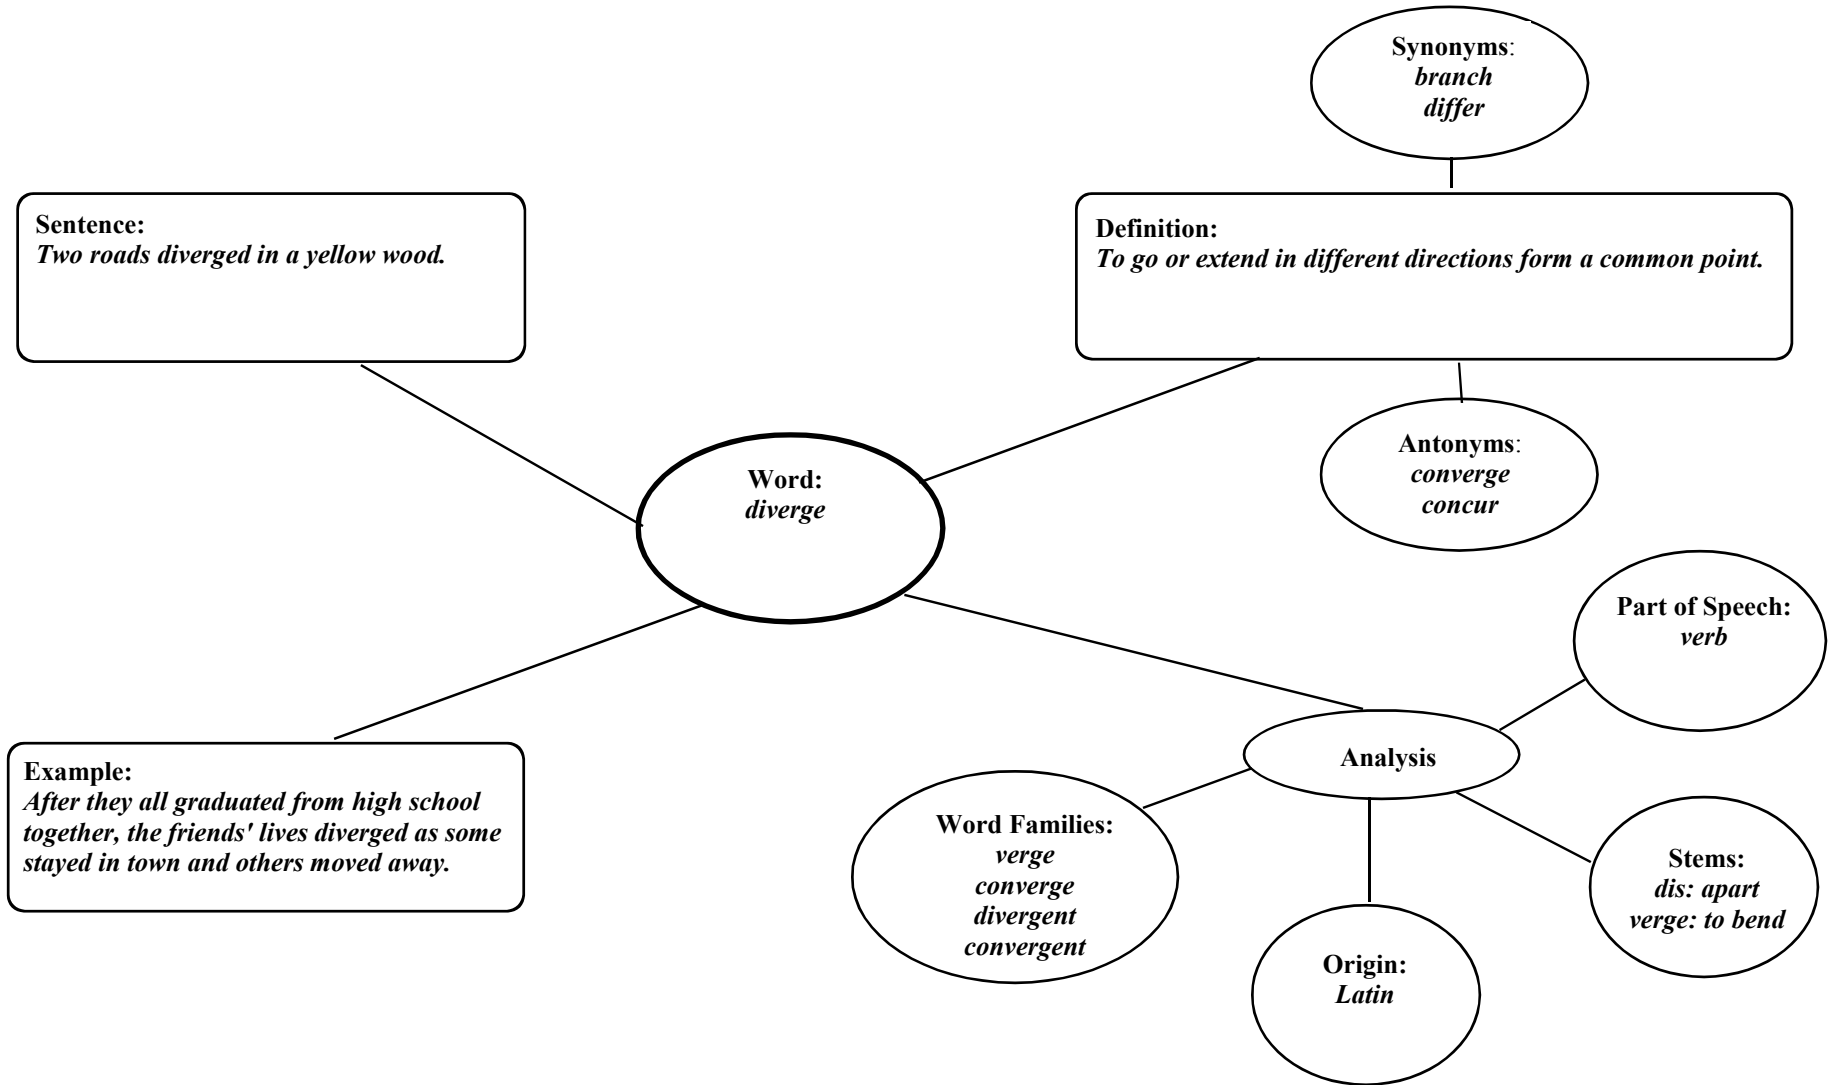 Synonyms:
branch
differ
Sentence:
Two roads diverged in a yellow wood.
Definition:
To go or extend in different directions form a common point.
Word:
diverge
Antonyms:
converge
concur
Part of Speech:
verb
Example:
After they all graduated from high school
together, the friends' lives diverged as some
stayed in town and others moved away.
Analysis
Word Families:
verge
converge
divergent
convergent
Origin:
Latin
Stems:
dis: apart
verge: to bend